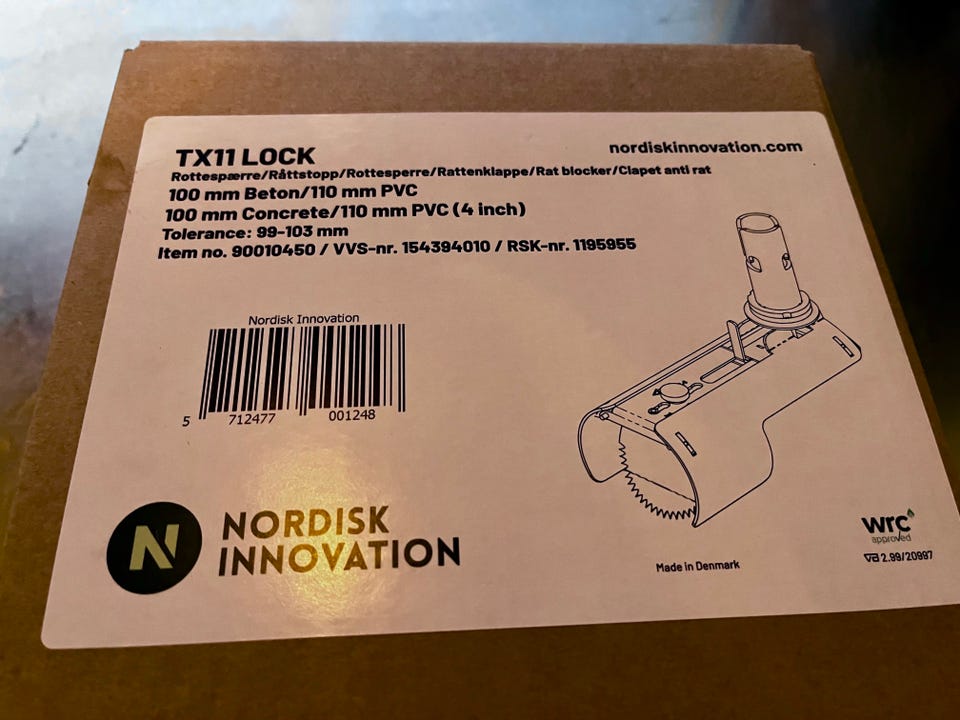 TX11 LOCK
nordiskinnovation.com
Rottespærre/Råttstopp/Rottesperre/Rattenklappe/Rat blocker/Clapet anti rat
100 mm Beton/110 mm PVC
100 mm Concrete/110 mm PVC (4 inch)
Tolerance: 99-103 mm
Item no. 90010450 / VVS-nr. 154394010 / RSK-nr. 1195955
Nordisk Innovation
5 712477 001248
N
NORDISK
INNOVATION
Made in Denmark
wrc
approved
VA 2.99/20997